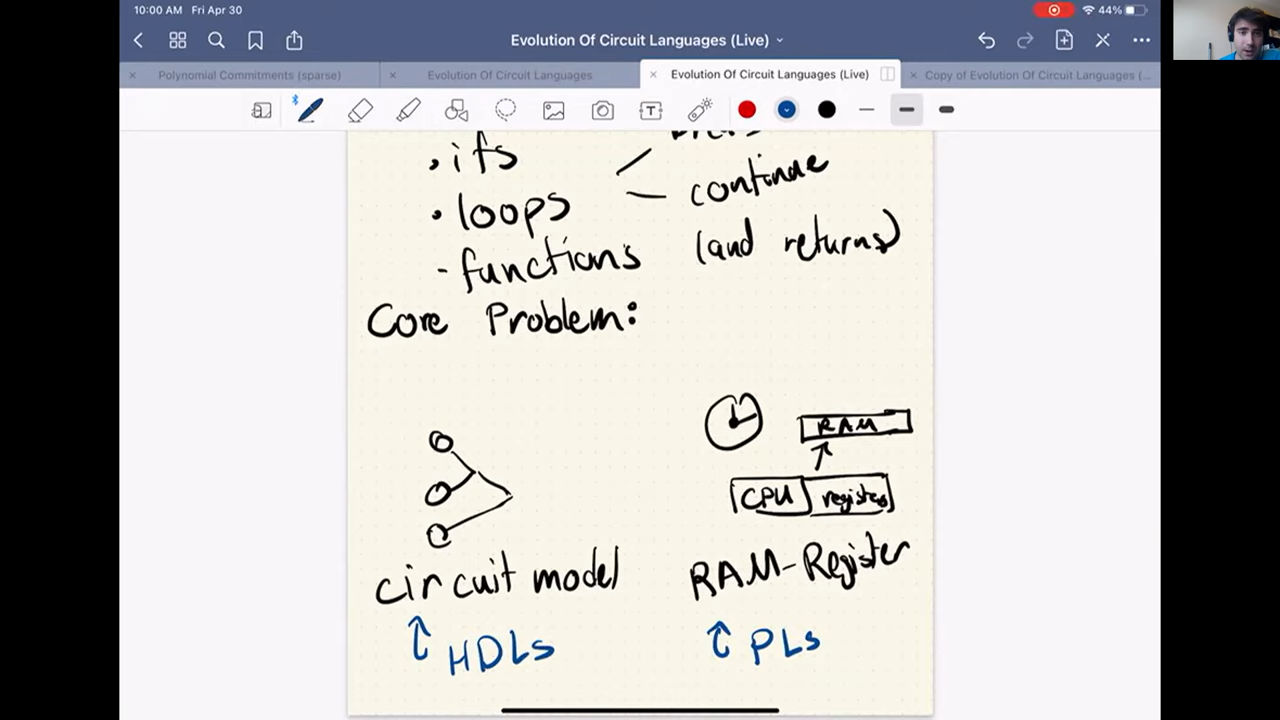 10:00 AM Fri Apr 30
44%
Evolution Of Circuit Languages (Live)
Polynomial Commitments (sparse)
Evolution Of Circuit Languages
Evolution Of Circuit Languages (Live)
Copy of Evolution Of Circuit Languages (...
• ifs
• loops
continue
- functions
(and returns)
Core Problem:
RAM
CPU
registers
circuit model
RAM-Register
HDLs
PLs